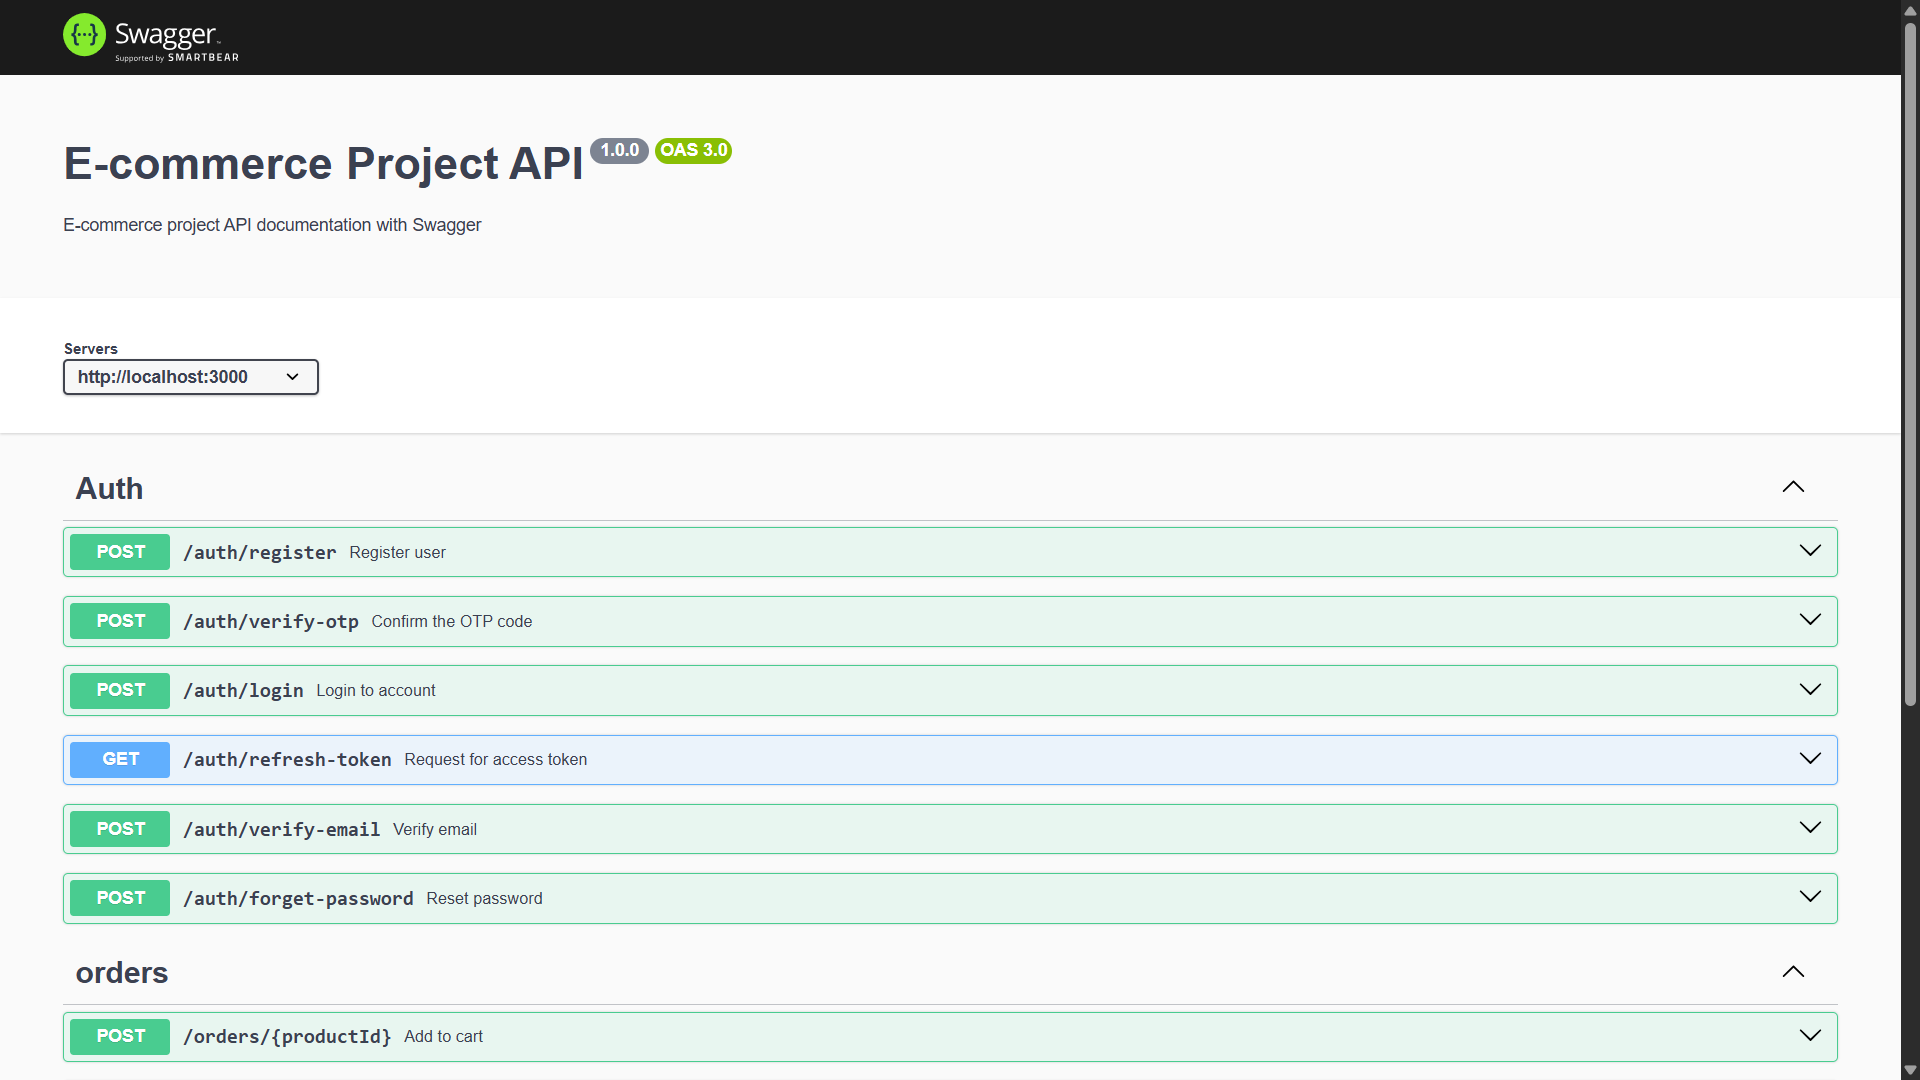 Swagger
Supported by SMARTBEAR
E-commerce Project API 1.0.0 OAS 3.0
E-commerce project API documentation with Swagger
Servers
http://localhost:3000
Auth
POST /auth/register Register user
POST /auth/verify-otp Confirm the OTP code
POST /auth/login Login to account
GET /auth/refresh-token Request for access token
POST /auth/verify-email Verify email
POST /auth/forget-password Reset password
orders
POST /orders/{productId} Add to cart